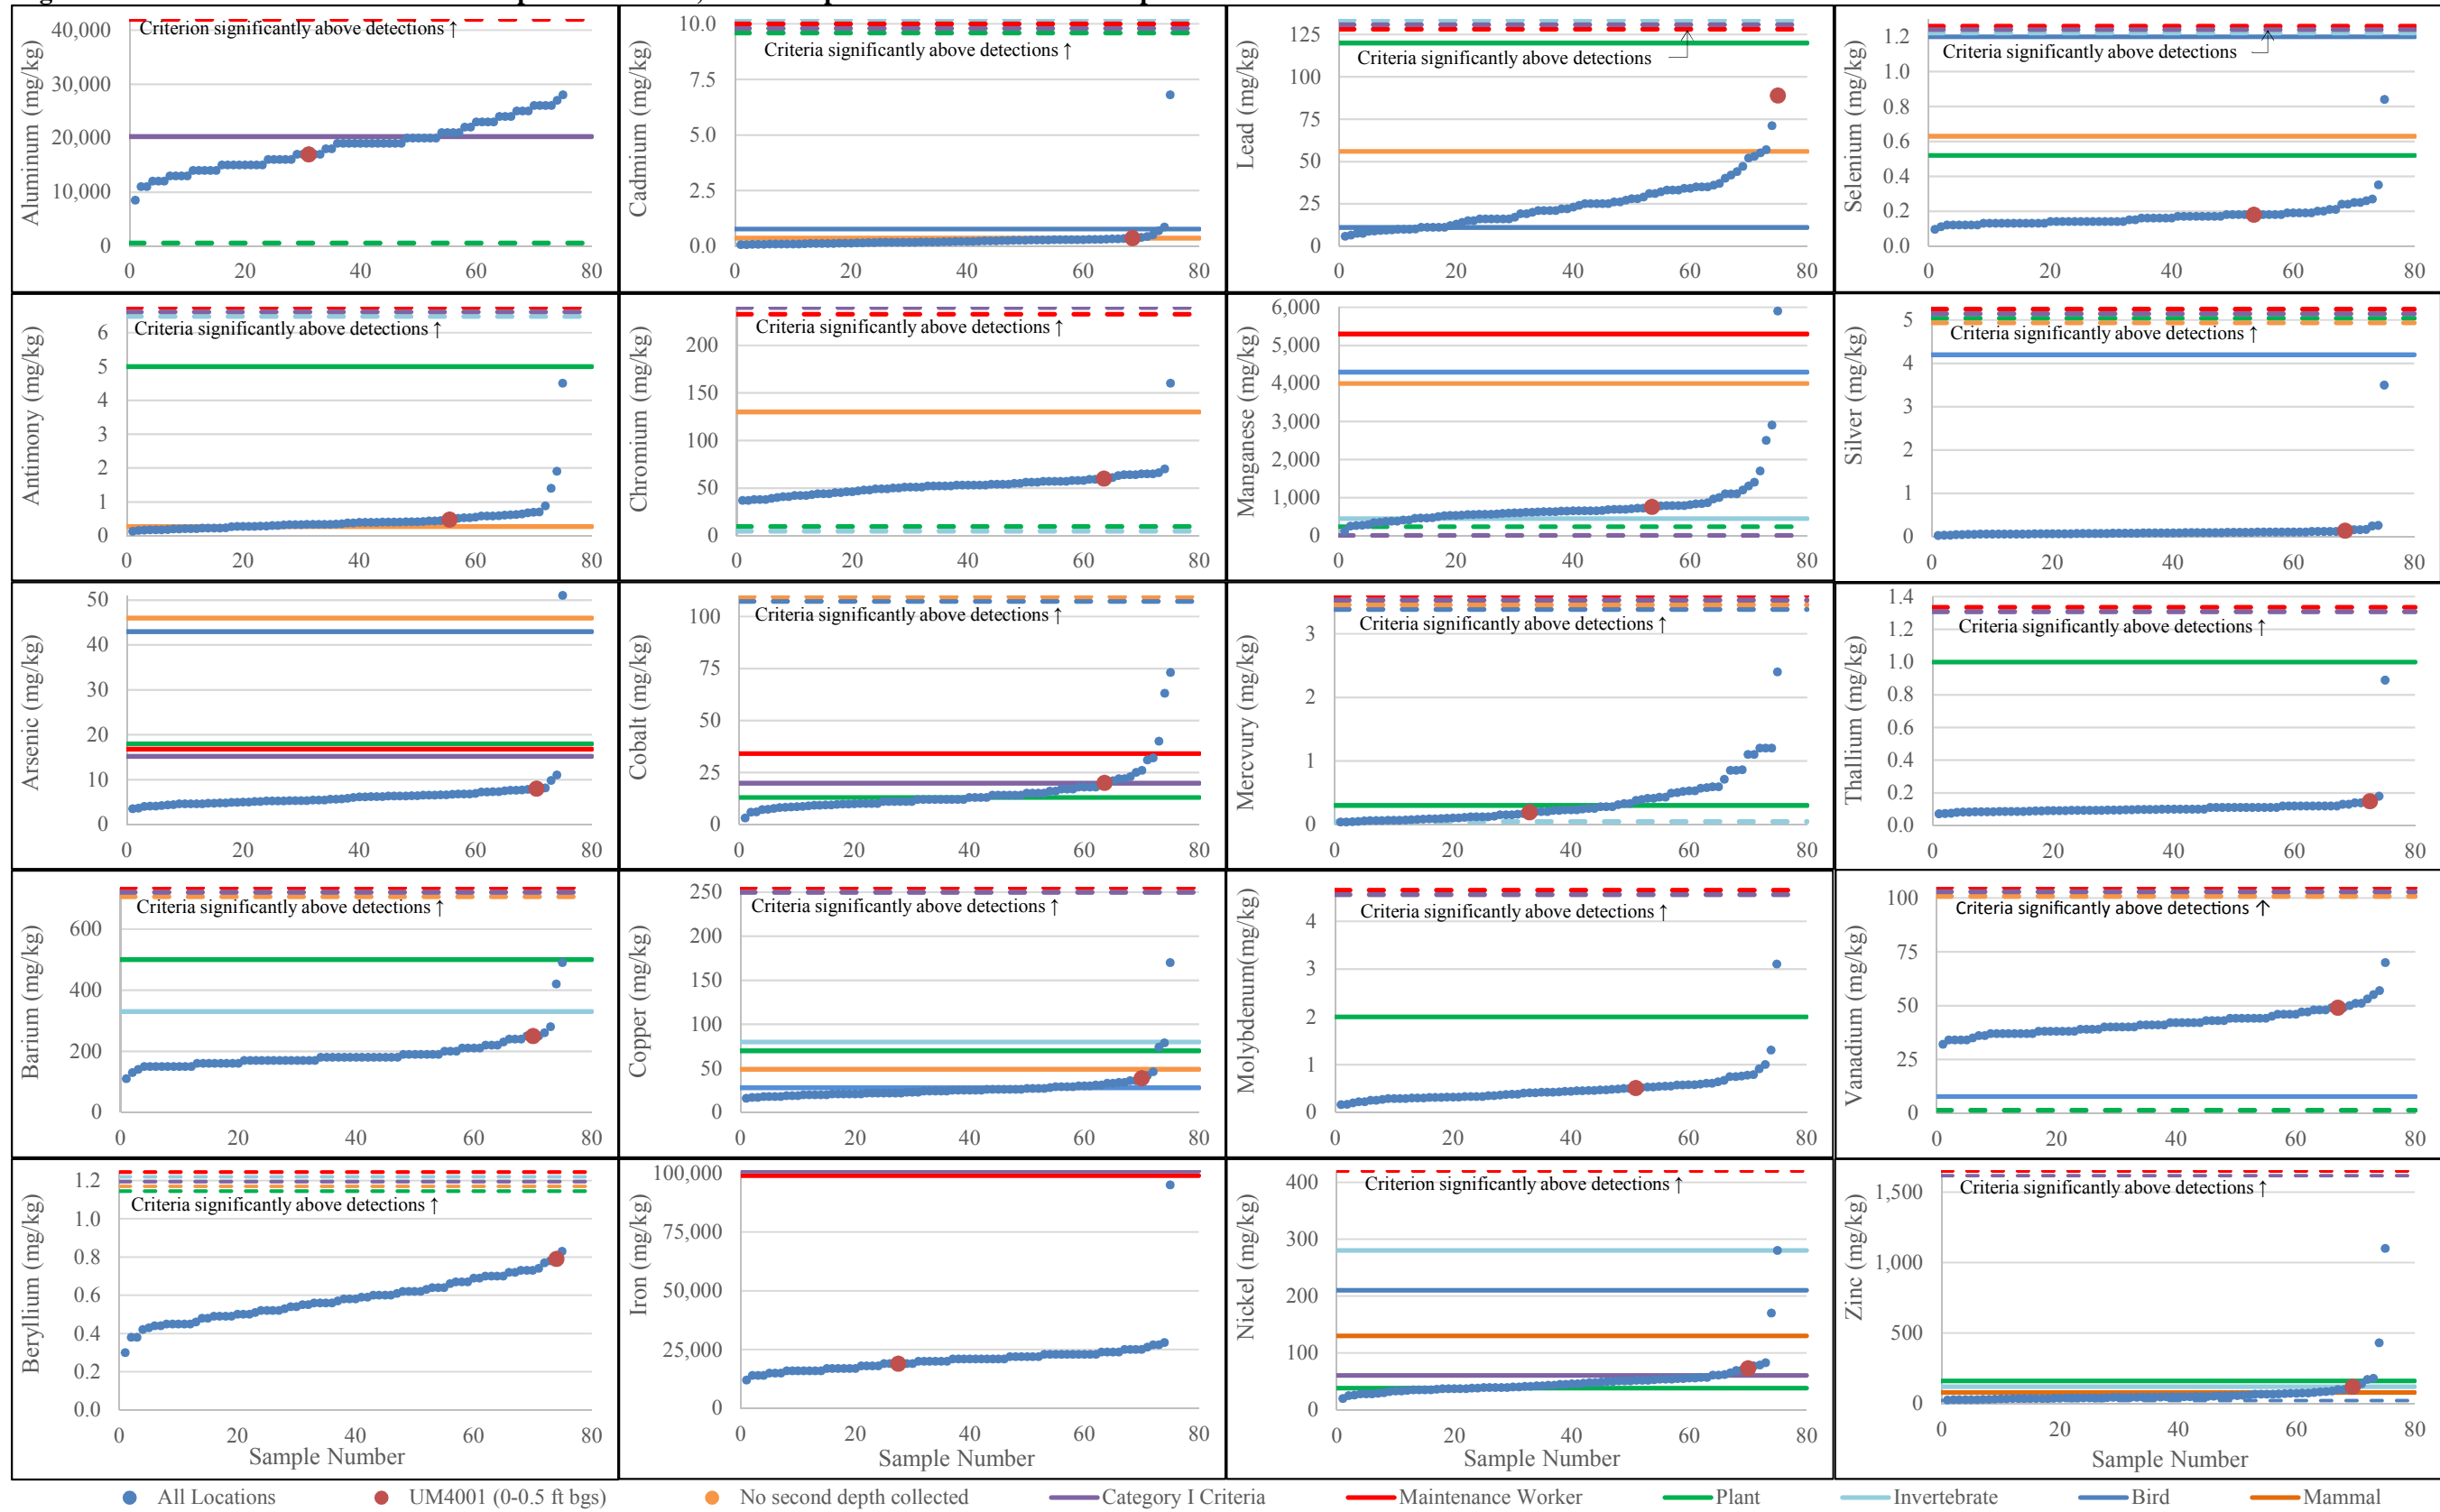 Aluminum (mg/kg)
40,000
30,000
20,000
10,000
0
0 20 40 60 80
Criterion significantly above detections ↑
Cadmium (mg/kg)
10.0
7.5
5.0
2.5
0.0
0 20 40 60 80
Criteria significantly above detections ↑
Lead (mg/kg)
125
100
75
50
25
0
0 20 40 60 80
Criteria significantly above detections
Selenium (mg/kg)
1.2
1.0
0.8
0.6
0.4
0.2
0.0
0 20 40 60 80
Criteria significantly above detections
Antimony (mg/kg)
6
5
4
3
2
1
0
0 20 40 60 80
Criteria significantly above detections ↑
Chromium (mg/kg)
200
150
100
50
0
0 20 40 60 80
Criteria significantly above detections ↑
Manganese (mg/kg)
6,000
5,000
4,000
3,000
2,000
1,000
0
0 20 40 60 80
Silver (mg/kg)
5
4
3
2
1
0
0 20 40 60 80
Criteria significantly above detections ↑
Arsenic (mg/kg)
50
40
30
20
10
0
0 20 40 60 80
Cobalt (mg/kg)
100
75
50
25
0
0 20 40 60 80
Criteria significantly above detections ↑
Mercvury (mg/kg)
3
2
1
0
0 20 40 60 80
Criteria significantly above detections ↑
Thallium (mg/kg)
1.4
1.2
1.0
0.8
0.6
0.4
0.2
0.0
0 20 40 60 80
Criteria significantly above detections ↑
Barium (mg/kg)
600
400
200
0
0 20 40 60 80
Criteria significantly above detections ↑
Copper (mg/kg)
250
200
150
100
50
0
0 20 40 60 80
Criteria significantly above detections ↑
Molybdenum(mg/kg)
4
3
2
1
0
0 20 40 60 80
Criteria significantly above detections ↑
Vanadium (mg/kg)
100
75
50
25
0
0 20 40 60 80
Criteria significantly above detections ↑
Beryllium (mg/kg)
1.2
1.0
0.8
0.6
0.4
0.2
0.0
0 20 40 60 80
Criteria significantly above detections ↑
Sample Number
Iron (mg/kg)
100,000
75,000
50,000
25,000
0
0 20 40 60 80
Sample Number
Nickel (mg/kg)
400
300
200
100
0
0 20 40 60 80
Criterion significantly above detections ↑
Sample Number
Zinc (mg/kg)
1,500
1,000
500
0
0 20 40 60 80
Criteria significantly above detections ↑
Sample Number
All Locations UM4001 (0-0.5 ft bgs) No second depth collected Category I Criteria Maintenance Worker Plant Invertebrate Bird Mammal